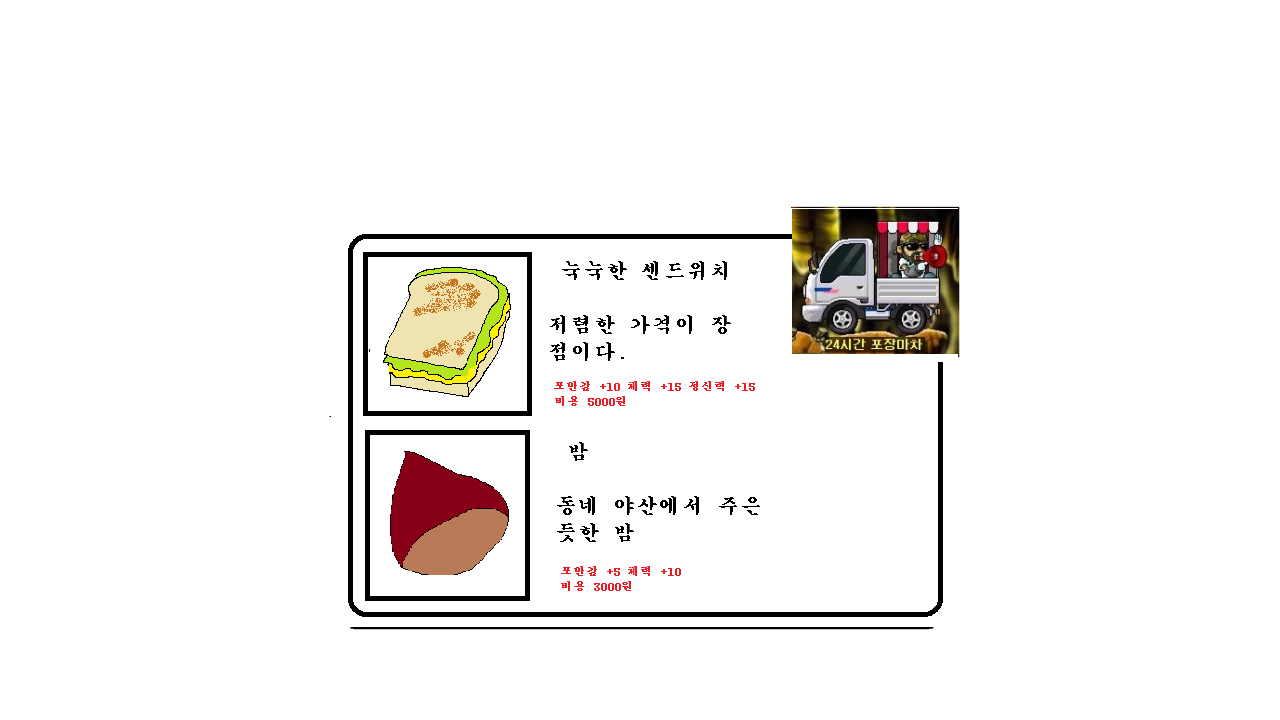 눅눅한 센드위치
저렴한 가격이 장
점이다.
포만감 +10 체력 +15 정신력 +15
비용 5000원
24시간 포장마차
밤
동네 야산에서 주은
듯한 밤
포만감 +5 체력 +10
비용 3000원